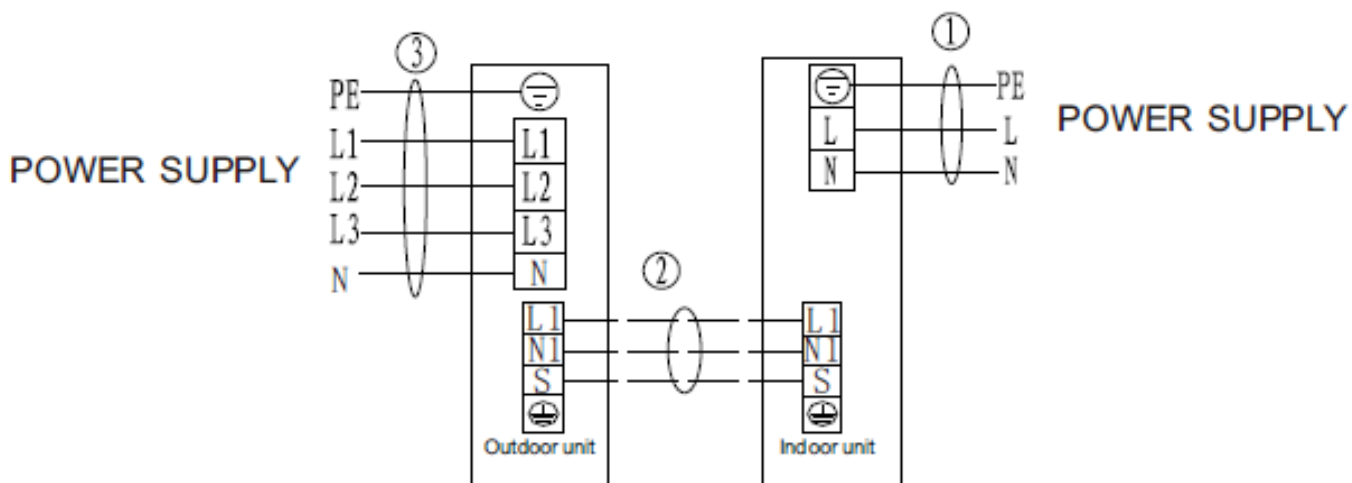 ③
PE
L1
L2
L3
N
POWER SUPPLY
L1
L2
L3
N
L1
N1
S
Outdoor unit
②
①
L
N
PE
L
N
POWER SUPPLY
L1
N1
S
Indoor unit